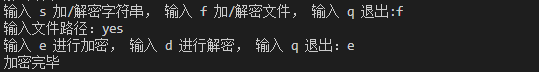 输入 s 加/解密字符串， 输入 f 加/解密文件， 输入 q 退出:f
输入文件路径：yes
输入 e 进行加密， 输入 d 进行解密， 输入 q 退出：e
加密完毕